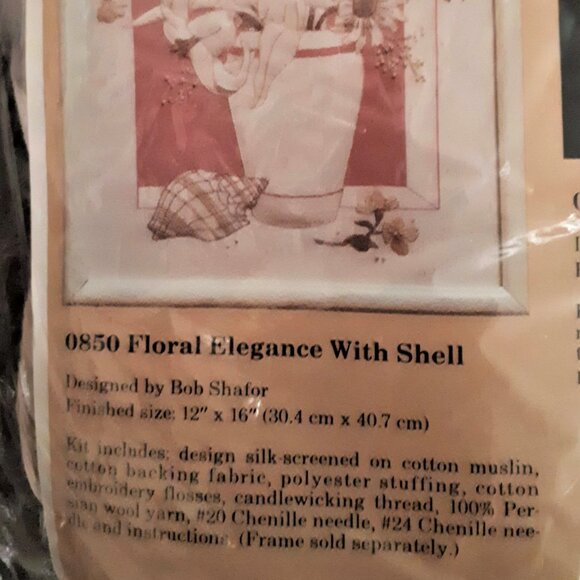 0850 Floral Elegance With Shell
Designed by Bob Shafor
Finished size: 12" x 16" (30.4 cm x 40.7 cm)
Kit includes: design silk-screened on cotton muslin,
cotton backing fabric, polyester stuffing, cotton
embroidery flosses, candlewicking thread, 100% Per-
sian wool yarn, #20 Chenille needle, #24 Chenille nee-
dle and instructions. (Frame sold separately.)